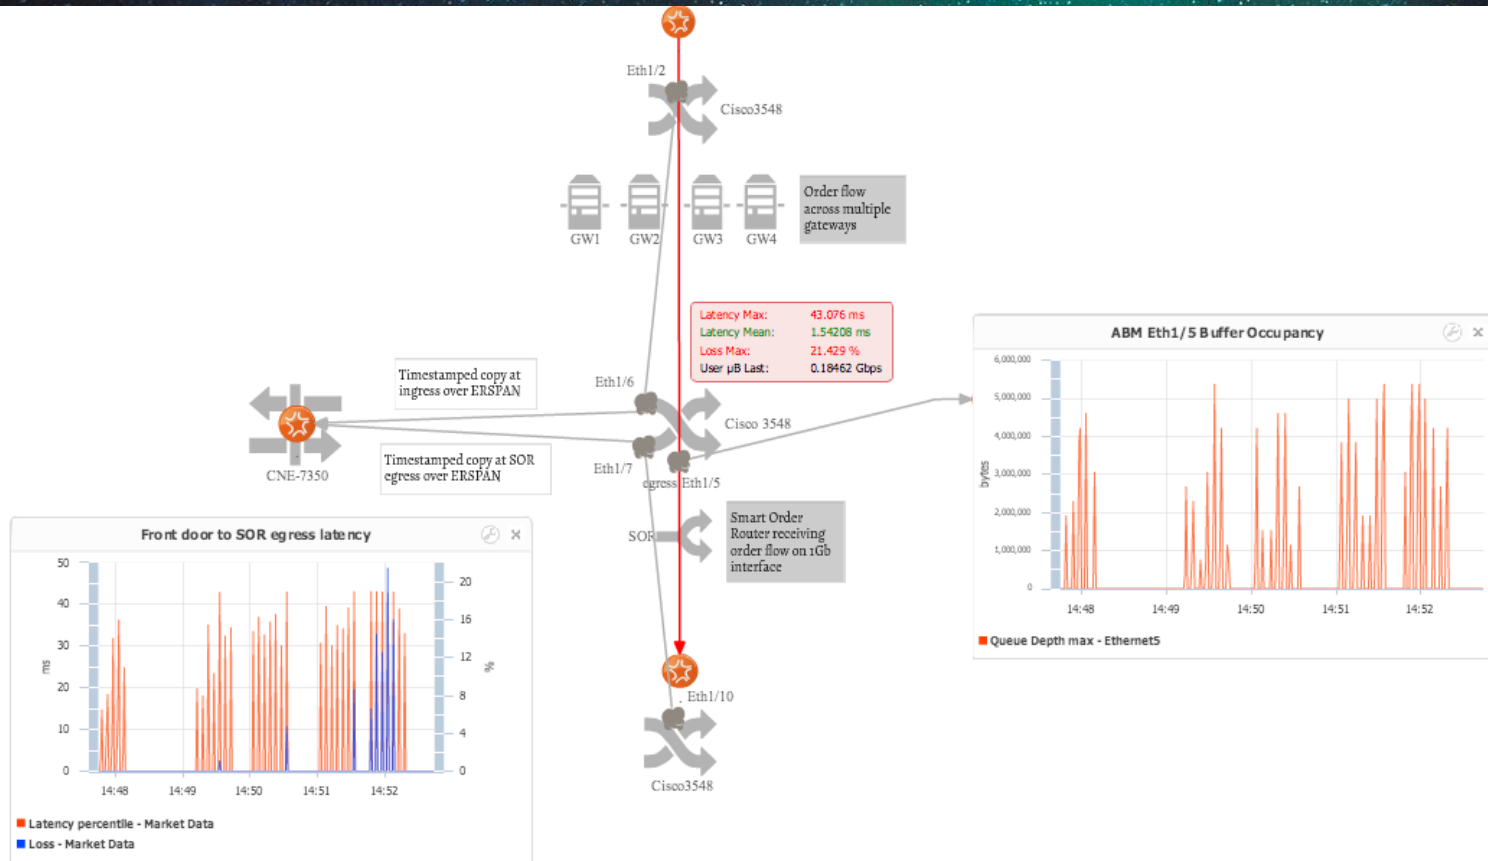 Eth1/2
Cisco3548
GW1
GW2
GW3
GW4
Order flow
across multiple
gateways
Latency Max: 43.076 ms
Latency Mean: 1.54208 ms
Loss Max: 21.429 %
User µB Last: 0.18462 Gbps
Timestamped copy at
ingress over ERSPAN
Eth1/6
Cisco 3548
CNE-7350
Timestamped copy at SOR
egress over ERSPAN
Eth1/7
egress Eth1/5
SOR
Smart Order
Router receiving
order flow on 1Gb
interface
Eth1/10
Cisco3548
ABM Eth1/5 Buffer Occupancy
6,000,000
5,000,000
4,000,000
3,000,000
2,000,000
1,000,000
0
bytes
14:48 14:49 14:50 14:51 14:52
Queue Depth max - Ethernet5
Front door to SOR egress latency
50
40
30
20
10
0
ms
20
16
12
8
4
0
%
14:48 14:49 14:50 14:51 14:52
Latency percentile - Market Data
Loss - Market Data